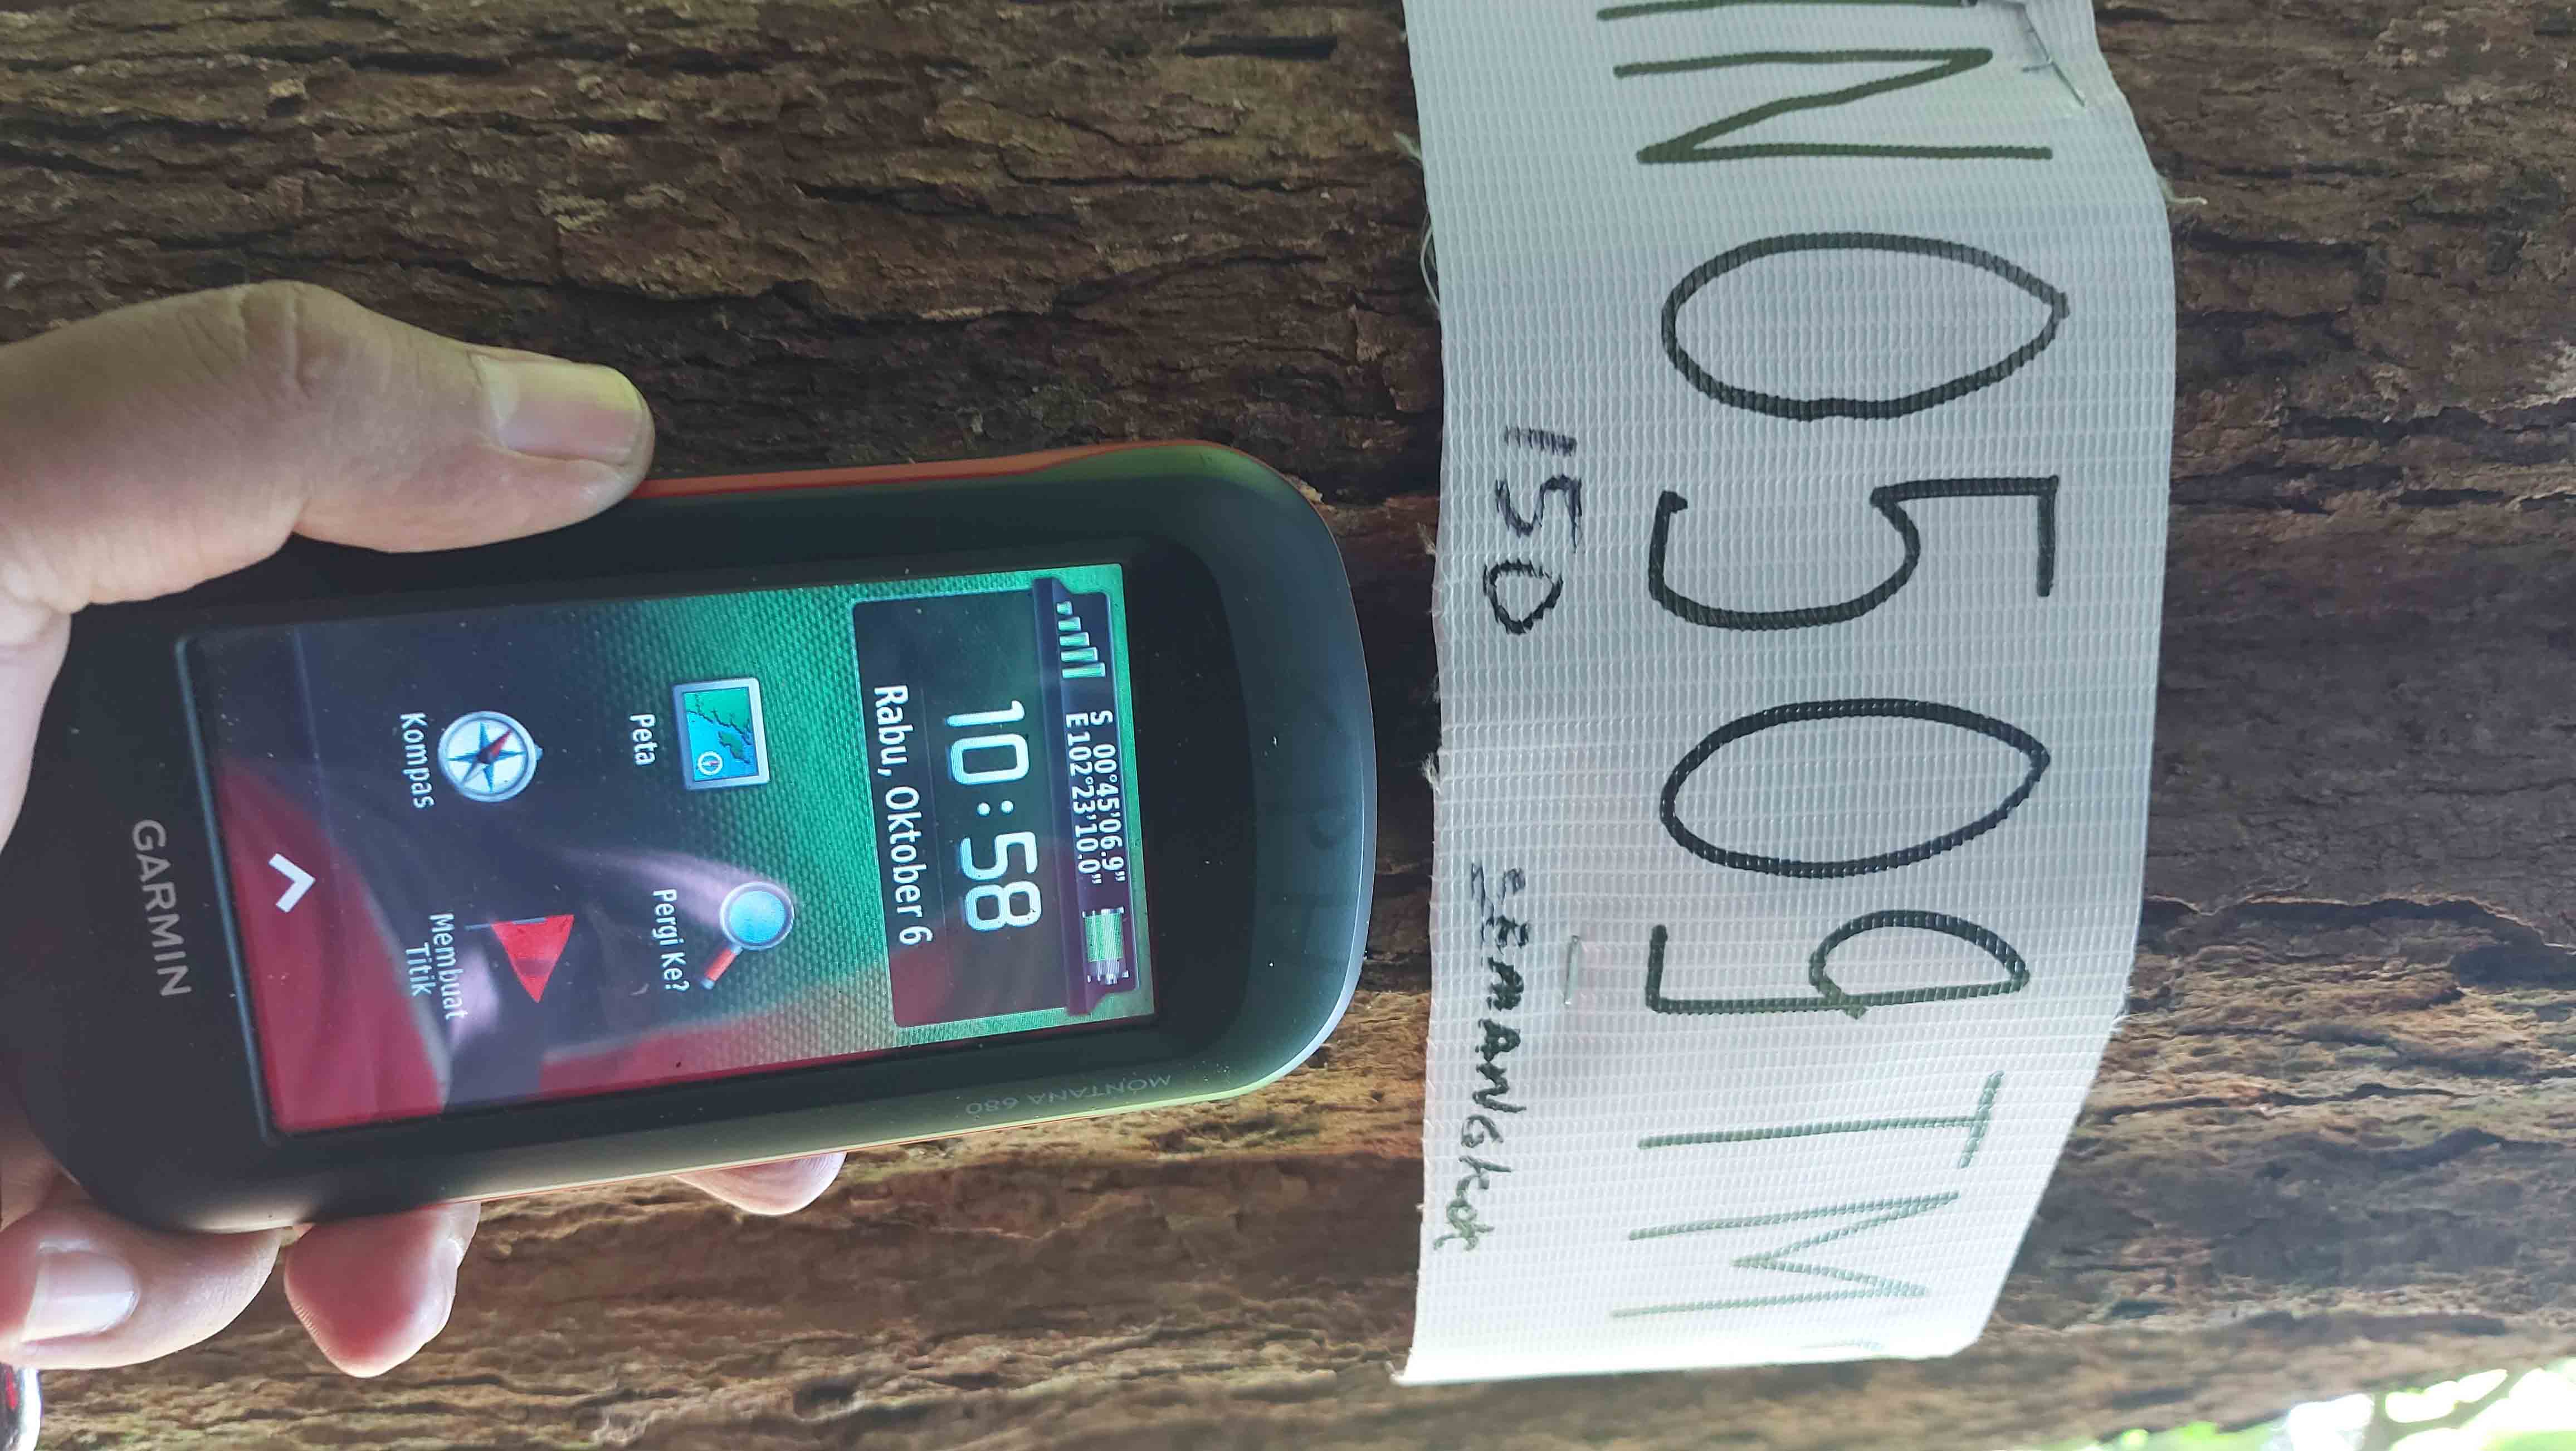 IN0509TM
150
SEMANGKOK
S 00°45'06.9"
E 102°23'10.0"
10:58
Rabu, Oktober 6
Peta
Pergi Ke?
Kompas
Membuat
Titik
GARMIN
MONTANA 680